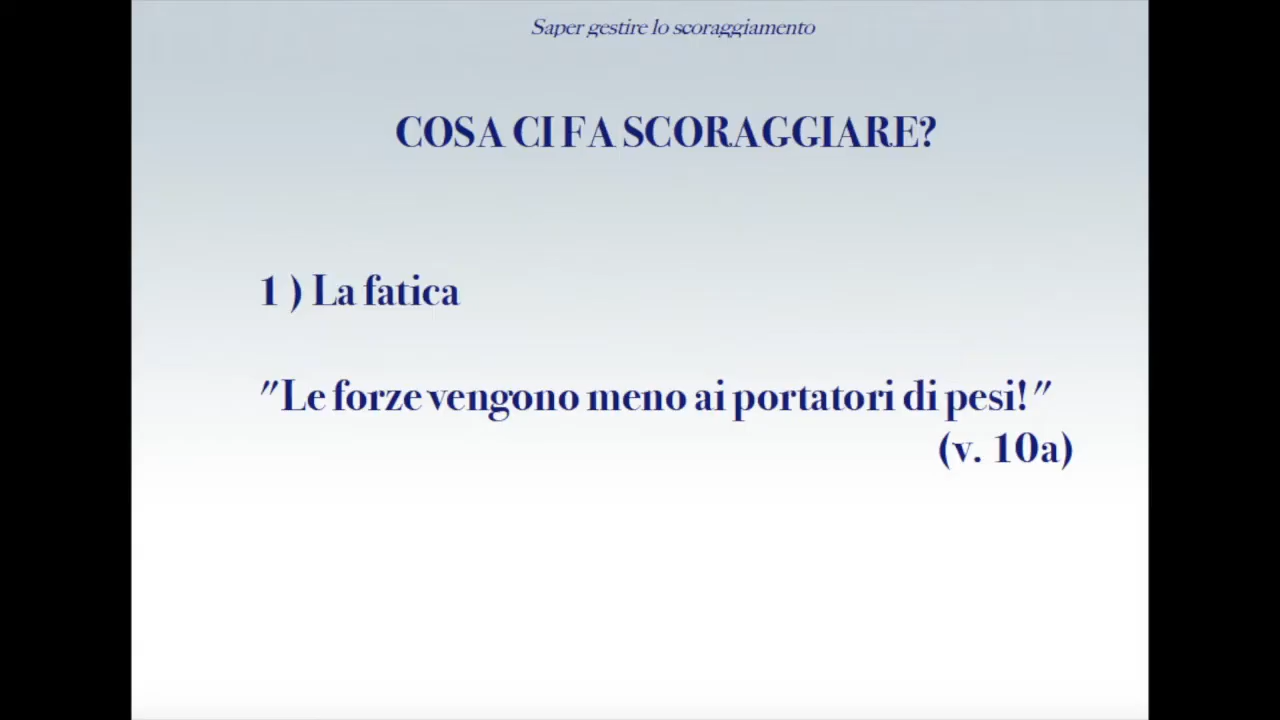 Saper gestire lo scoraggiamento
COSA CI FA SCORAGGIARE?
1 ) La fatica
"Le forze vengono meno ai portatori di pesi!"
(v. 10a)